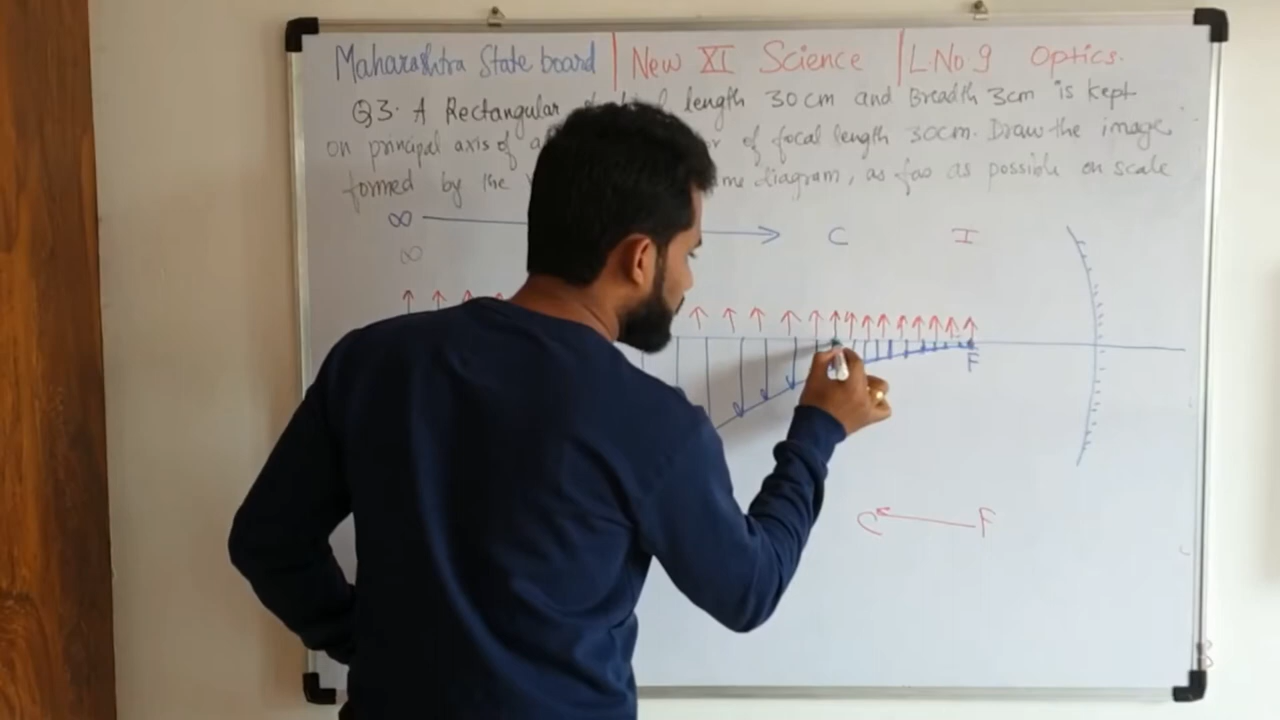 Maharashtra State board | New XI Science | L.No.9 Optics.
Q3. A Rectangular length 30cm and Breadth 3cm is kept
on principal axis of a of focal length 30cm. Draw the image
formed by the diagram, as far as possible on scale
∞ C I
∞
F
C F